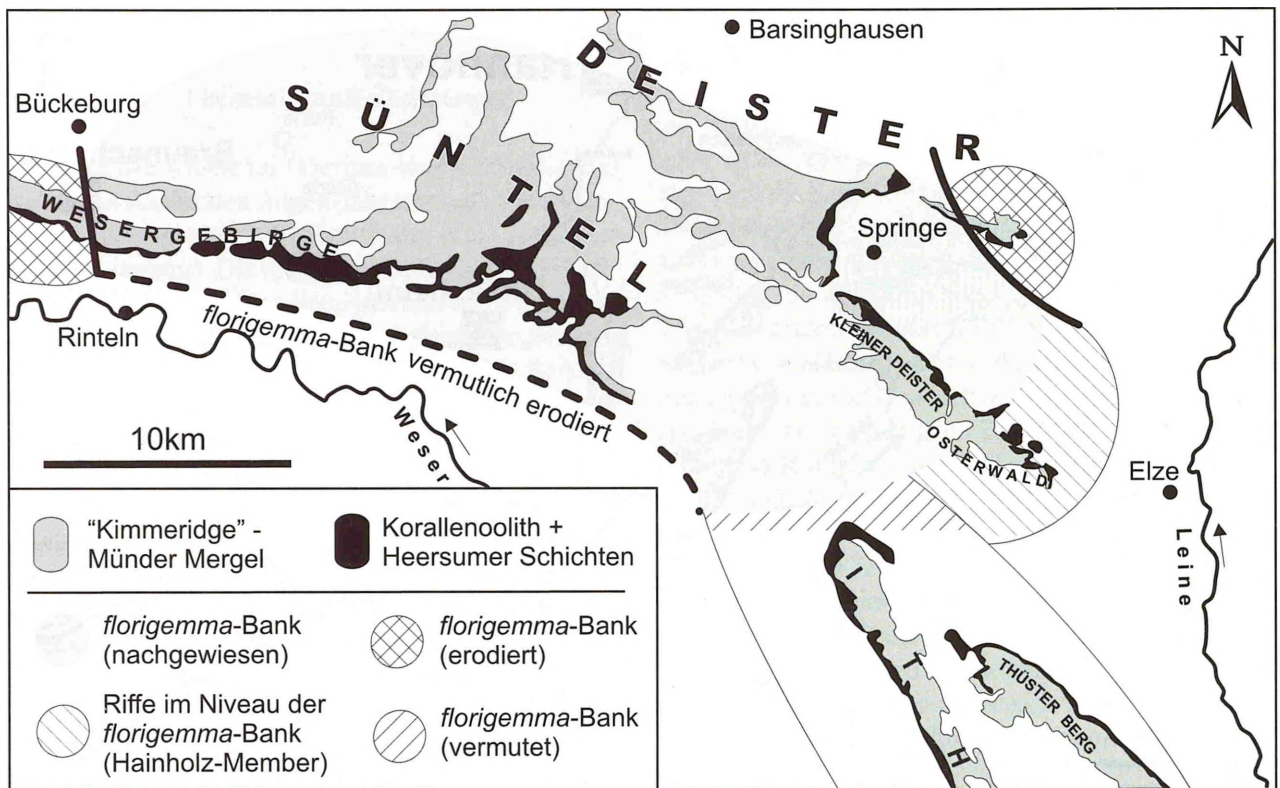 Barsinghausen
N
DEISTER
Bückeburg
SÜNTEL
WESERGEBIRGE
Springe
Rinteln
florigemma-Bank vermutlich erodiert
KLEINER DEISTER
OSTERWALD
Weser
10km
Elze
Leine
ITH
THÜSTER BERG
"Kimmeridge" -
Münder Mergel
Korallenoolith +
Heersumer Schichten
florigemma-Bank
(nachgewiesen)
florigemma-Bank
(erodiert)
Riffe im Niveau der
florigemma-Bank
(Hainholz-Member)
florigemma-Bank
(vermutet)